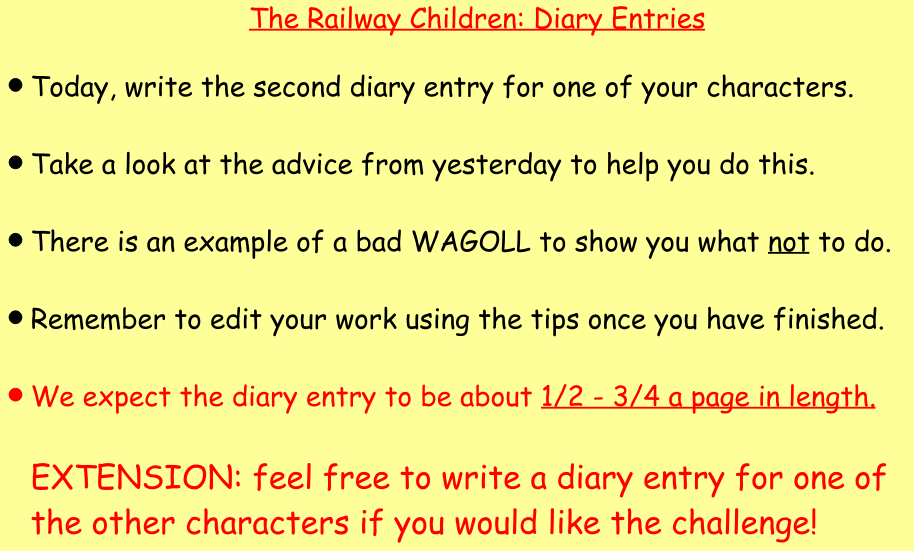 The Railway Children: Diary Entries
• Today, write the second diary entry for one of your characters.
• Take a look at the advice from yesterday to help you do this.
• There is an example of a bad WAGOLL to show you what not to do.
• Remember to edit your work using the tips once you have finished.
• We expect the diary entry to be about 1/2 - 3/4 a page in length.
EXTENSION: feel free to write a diary entry for one of
the other characters if you would like the challenge!